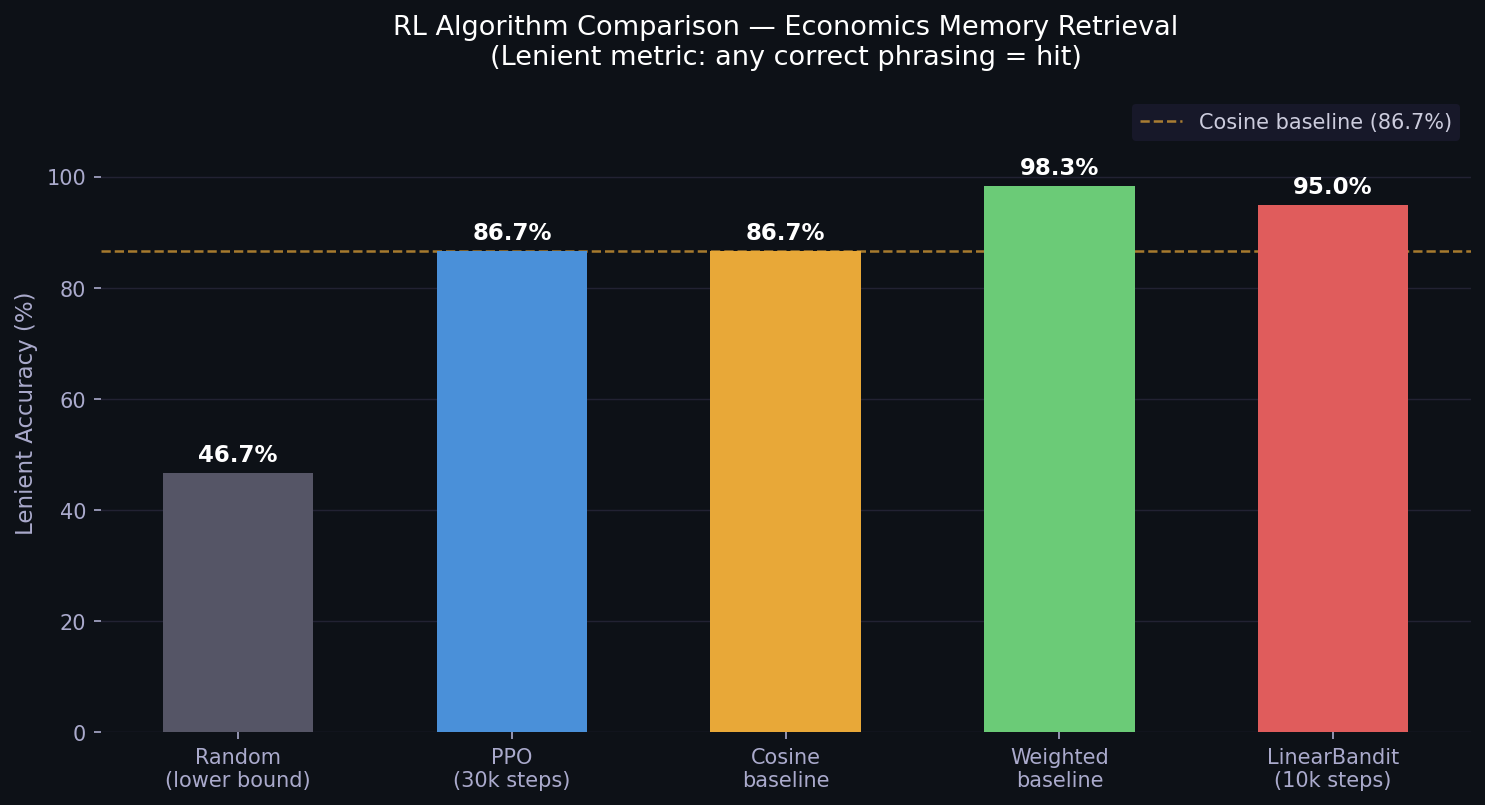 RL Algorithm Comparison — Economics Memory Retrieval
(Lenient metric: any correct phrasing = hit)
Cosine baseline (86.7%)
Lenient Accuracy (%)
100
80
60
40
20
0
46.7%
86.7%
86.7%
98.3%
95.0%
Random
(lower bound)
PPO
(30k steps)
Cosine
baseline
Weighted
baseline
LinearBandit
(10k steps)